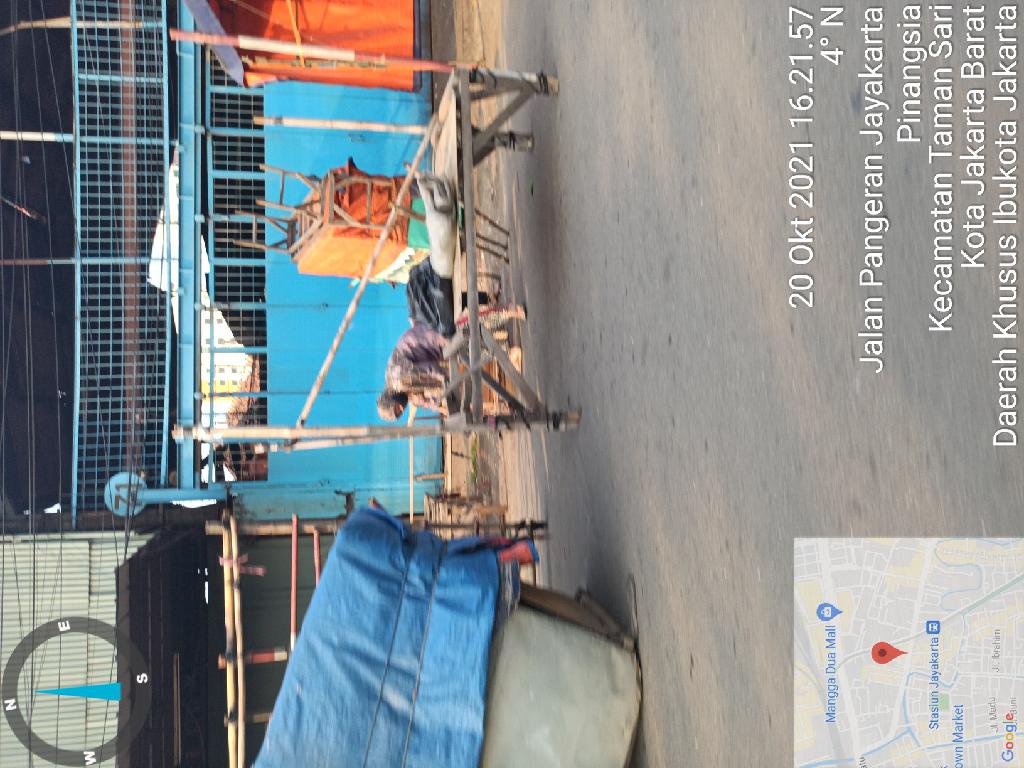 N
E
W
S
71
20 Okt 2021 16.21.57
4° N
Jalan Pangeran Jayakarta
Pinangsia
Kecamatan Taman Sari
Kota Jakarta Barat
Daerah Khusus Ibukota Jakarta
Mangga Dua Mall
Stasiun Jayakarta
own Market
Jl. Madu
Jl. Ibrahim
Google